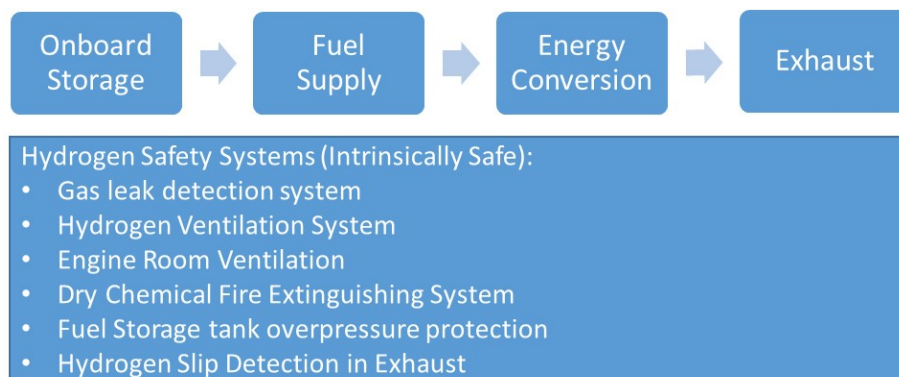 Onboard
Storage
Fuel
Supply
Energy
Conversion
Exhaust
Hydrogen Safety Systems (Intrinsically Safe):
• Gas leak detection system
• Hydrogen Ventilation System
• Engine Room Ventilation
• Dry Chemical Fire Extinguishing System
• Fuel Storage tank overpressure protection
• Hydrogen Slip Detection in Exhaust